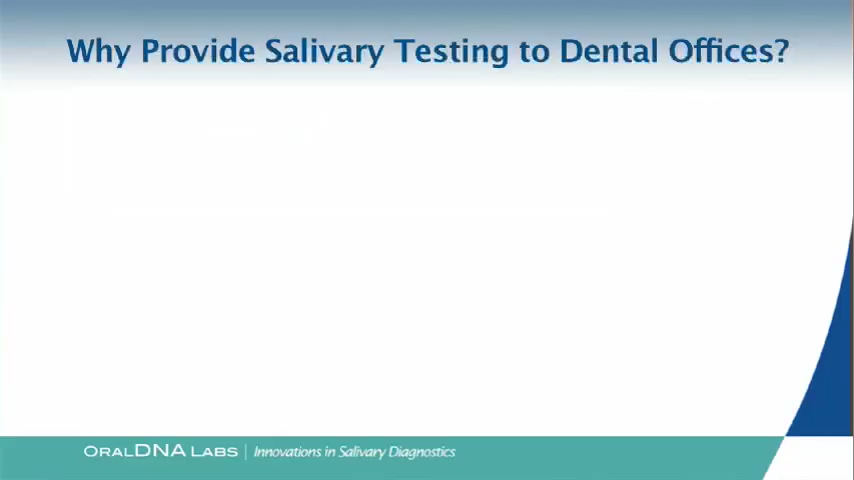 Why Provide Salivary Testing to Dental Offices?
ORALDNA LABS | Innovations in Salivary Diagnostics